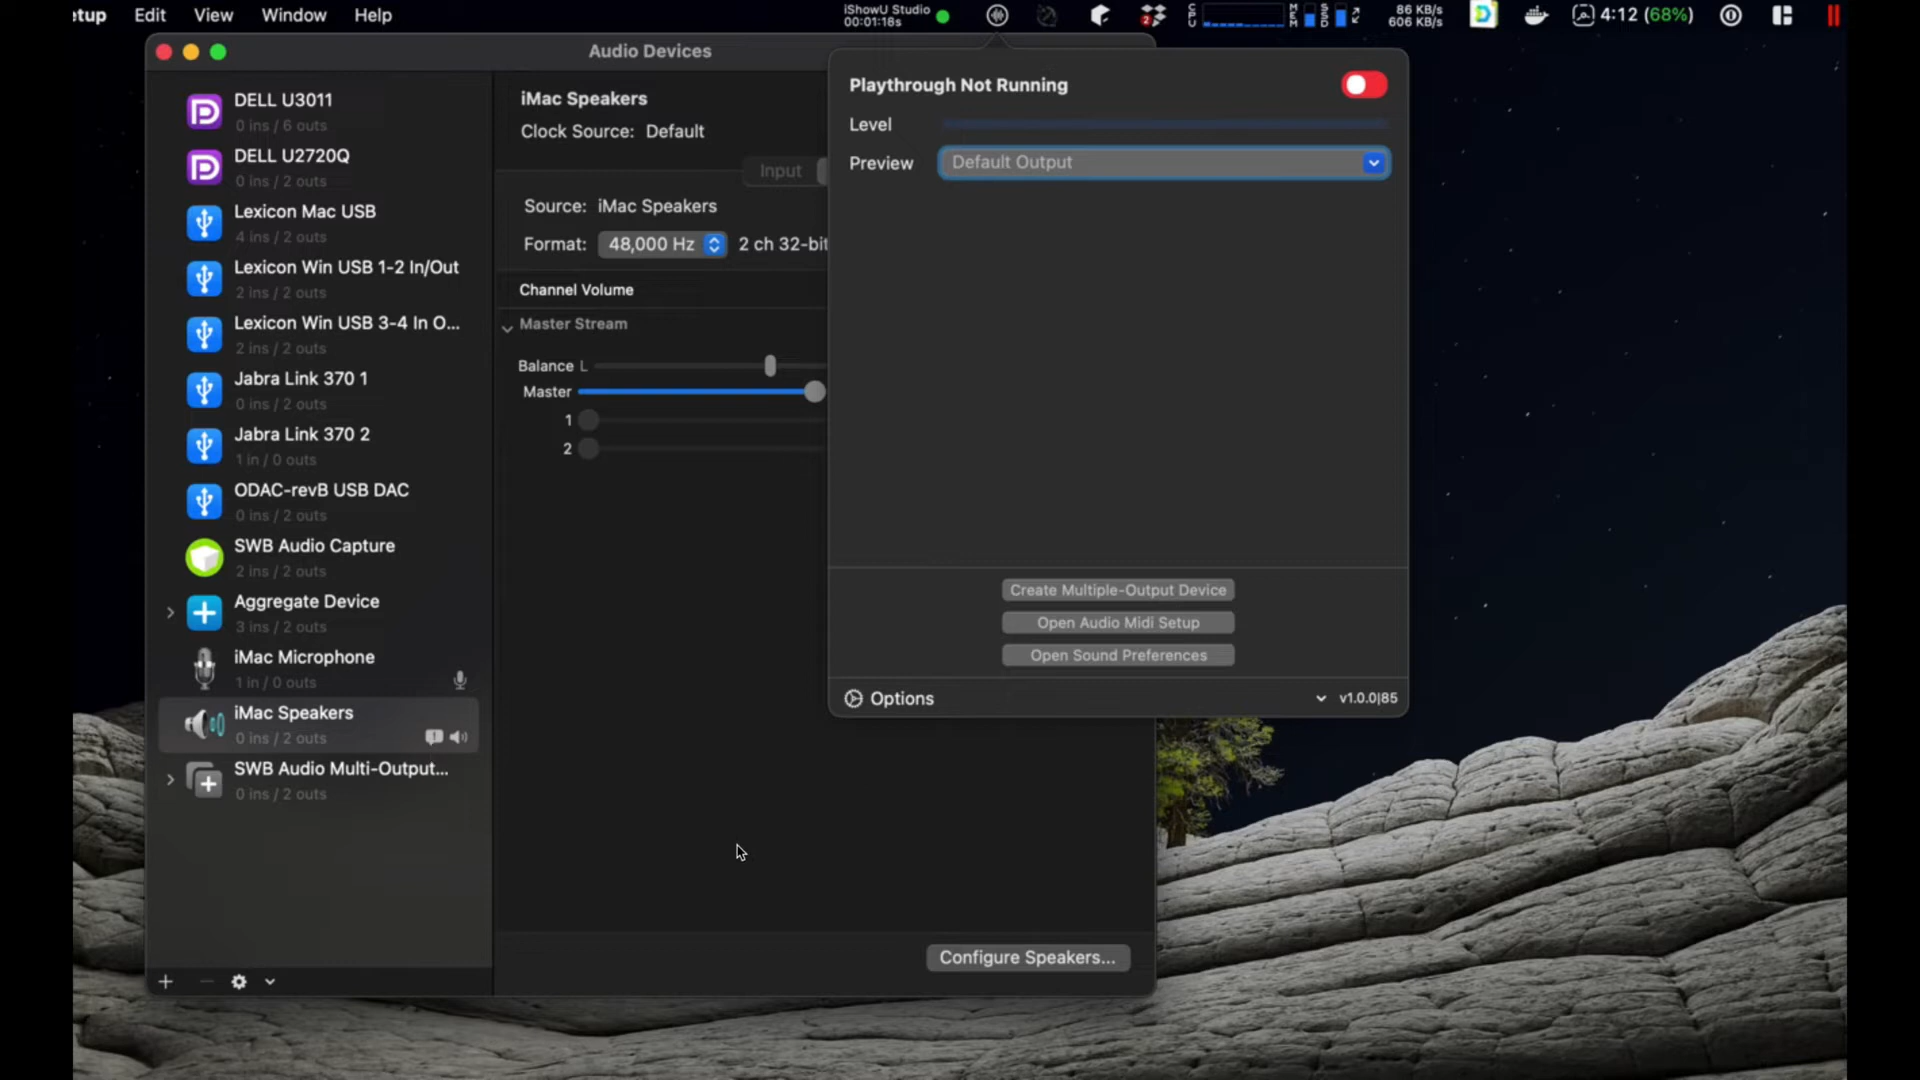 etup Edit View Window Help
iShowU Studio
00:01:18s
2
CPU
MEM
SSD
86 KB/s
606 KB/s
4:12 (68%)
Audio Devices
DELL U3011
0 ins / 6 outs
DELL U2720Q
0 ins / 2 outs
Lexicon Mac USB
4 ins / 2 outs
Lexicon Win USB 1-2 In/Out
2 ins / 2 outs
Lexicon Win USB 3-4 In O...
2 ins / 2 outs
Jabra Link 370 1
0 ins / 2 outs
Jabra Link 370 2
1 in / 0 outs
ODAC-revB USB DAC
0 ins / 2 outs
SWB Audio Capture
2 ins / 2 outs
Aggregate Device
3 ins / 2 outs
iMac Microphone
1 in / 0 outs
iMac Speakers
0 ins / 2 outs
SWB Audio Multi-Output...
0 ins / 2 outs
iMac Speakers
Clock Source: Default
Input
Source: iMac Speakers
Format: 48,000 Hz 2 ch 32-bit
Channel Volume
Master Stream
Balance L
Master
1
2
Configure Speakers...
Playthrough Not Running
Level
Preview Default Output
Create Multiple-Output Device
Open Audio Midi Setup
Open Sound Preferences
Options v1.0.0|85